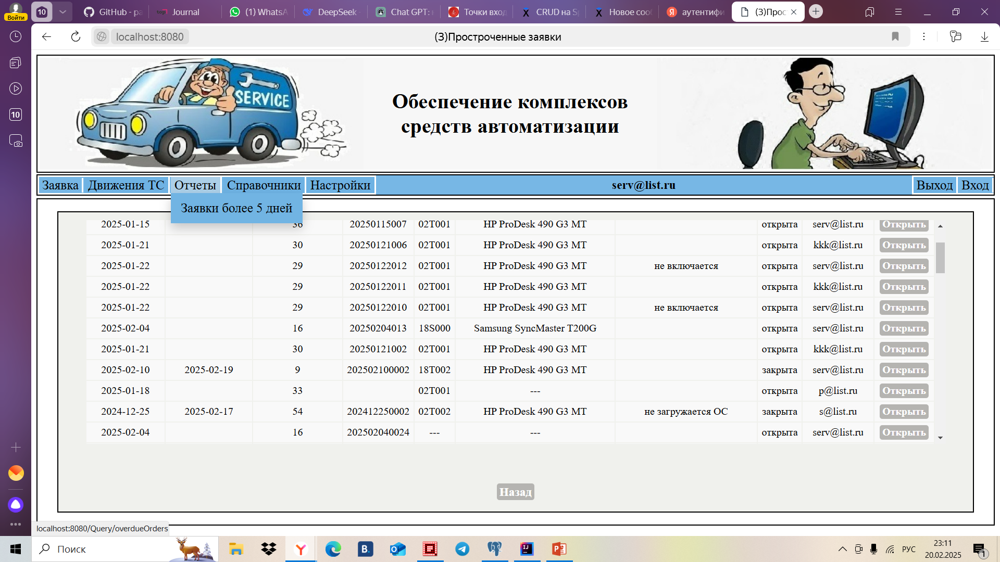 Войти
10
GitHub - pa
top Journal
(1) WhatsA
DeepSeek -
Chat GPT: н
Точки вход
CRUD на Sp
Новое сооб
аутентифи
(3)Прос
localhost:8080
(3)Простроченные заявки
10
SERVICE
Обеспечение комплексов
средств автоматизации
Заявка Движения ТС Отчеты Справочники Настройки serv@list.ru Выход Вход
Заявки более 5 дней
2025-01-15 36 20250115007 02T001 HP ProDesk 490 G3 MT открыта serv@list.ru Открыть
2025-01-21 30 20250121006 02T001 HP ProDesk 490 G3 MT открыта kkk@list.ru Открыть
2025-01-22 29 20250122012 02T001 HP ProDesk 490 G3 MT не включается открыта serv@list.ru Открыть
2025-01-22 29 20250122011 02T001 HP ProDesk 490 G3 MT открыта kkk@list.ru Открыть
2025-01-22 29 20250122010 02T001 HP ProDesk 490 G3 MT не включается открыта serv@list.ru Открыть
2025-02-04 16 20250204013 18S000 Samsung SyncMaster T200G открыта serv@list.ru Открыть
2025-01-21 30 20250121002 02T001 HP ProDesk 490 G3 MT открыта kkk@list.ru Открыть
2025-02-10 2025-02-19 9 202502100002 18T002 HP ProDesk 490 G3 MT закрыта serv@list.ru Открыть
2025-01-18 33 02T001 --- открыта p@list.ru Открыть
2024-12-25 2025-02-17 54 202412250002 02T002 HP ProDesk 490 G3 MT не загружается ОС закрыта s@list.ru Открыть
2025-02-04 16 202502040024 --- --- открыта serv@list.ru Открыть
Назад
localhost:8080/Query/overdueOrders
Поиск
РУС
23:11
20.02.2025
1